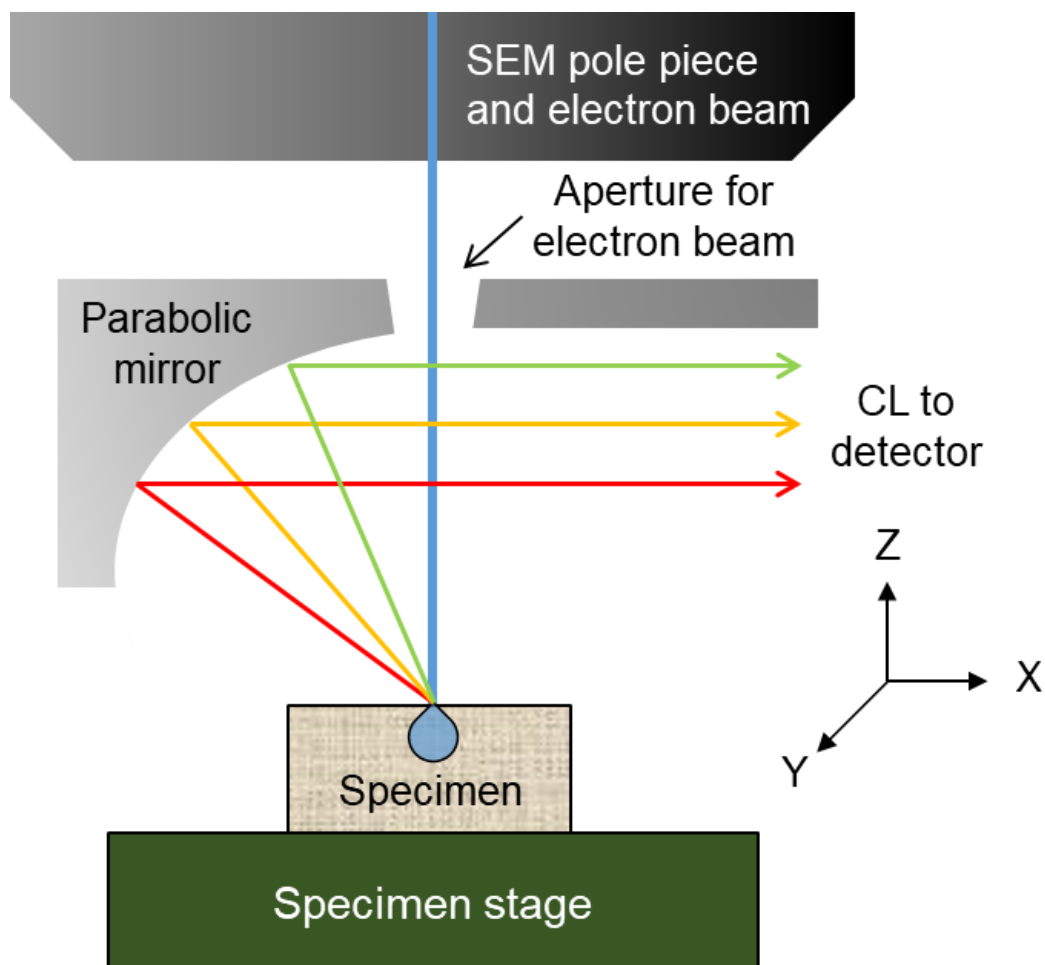 SEM pole piece
and electron beam
Aperture for
electron beam
Parabolic
mirror
CL to
detector
Z
X
Y
Specimen
Specimen stage